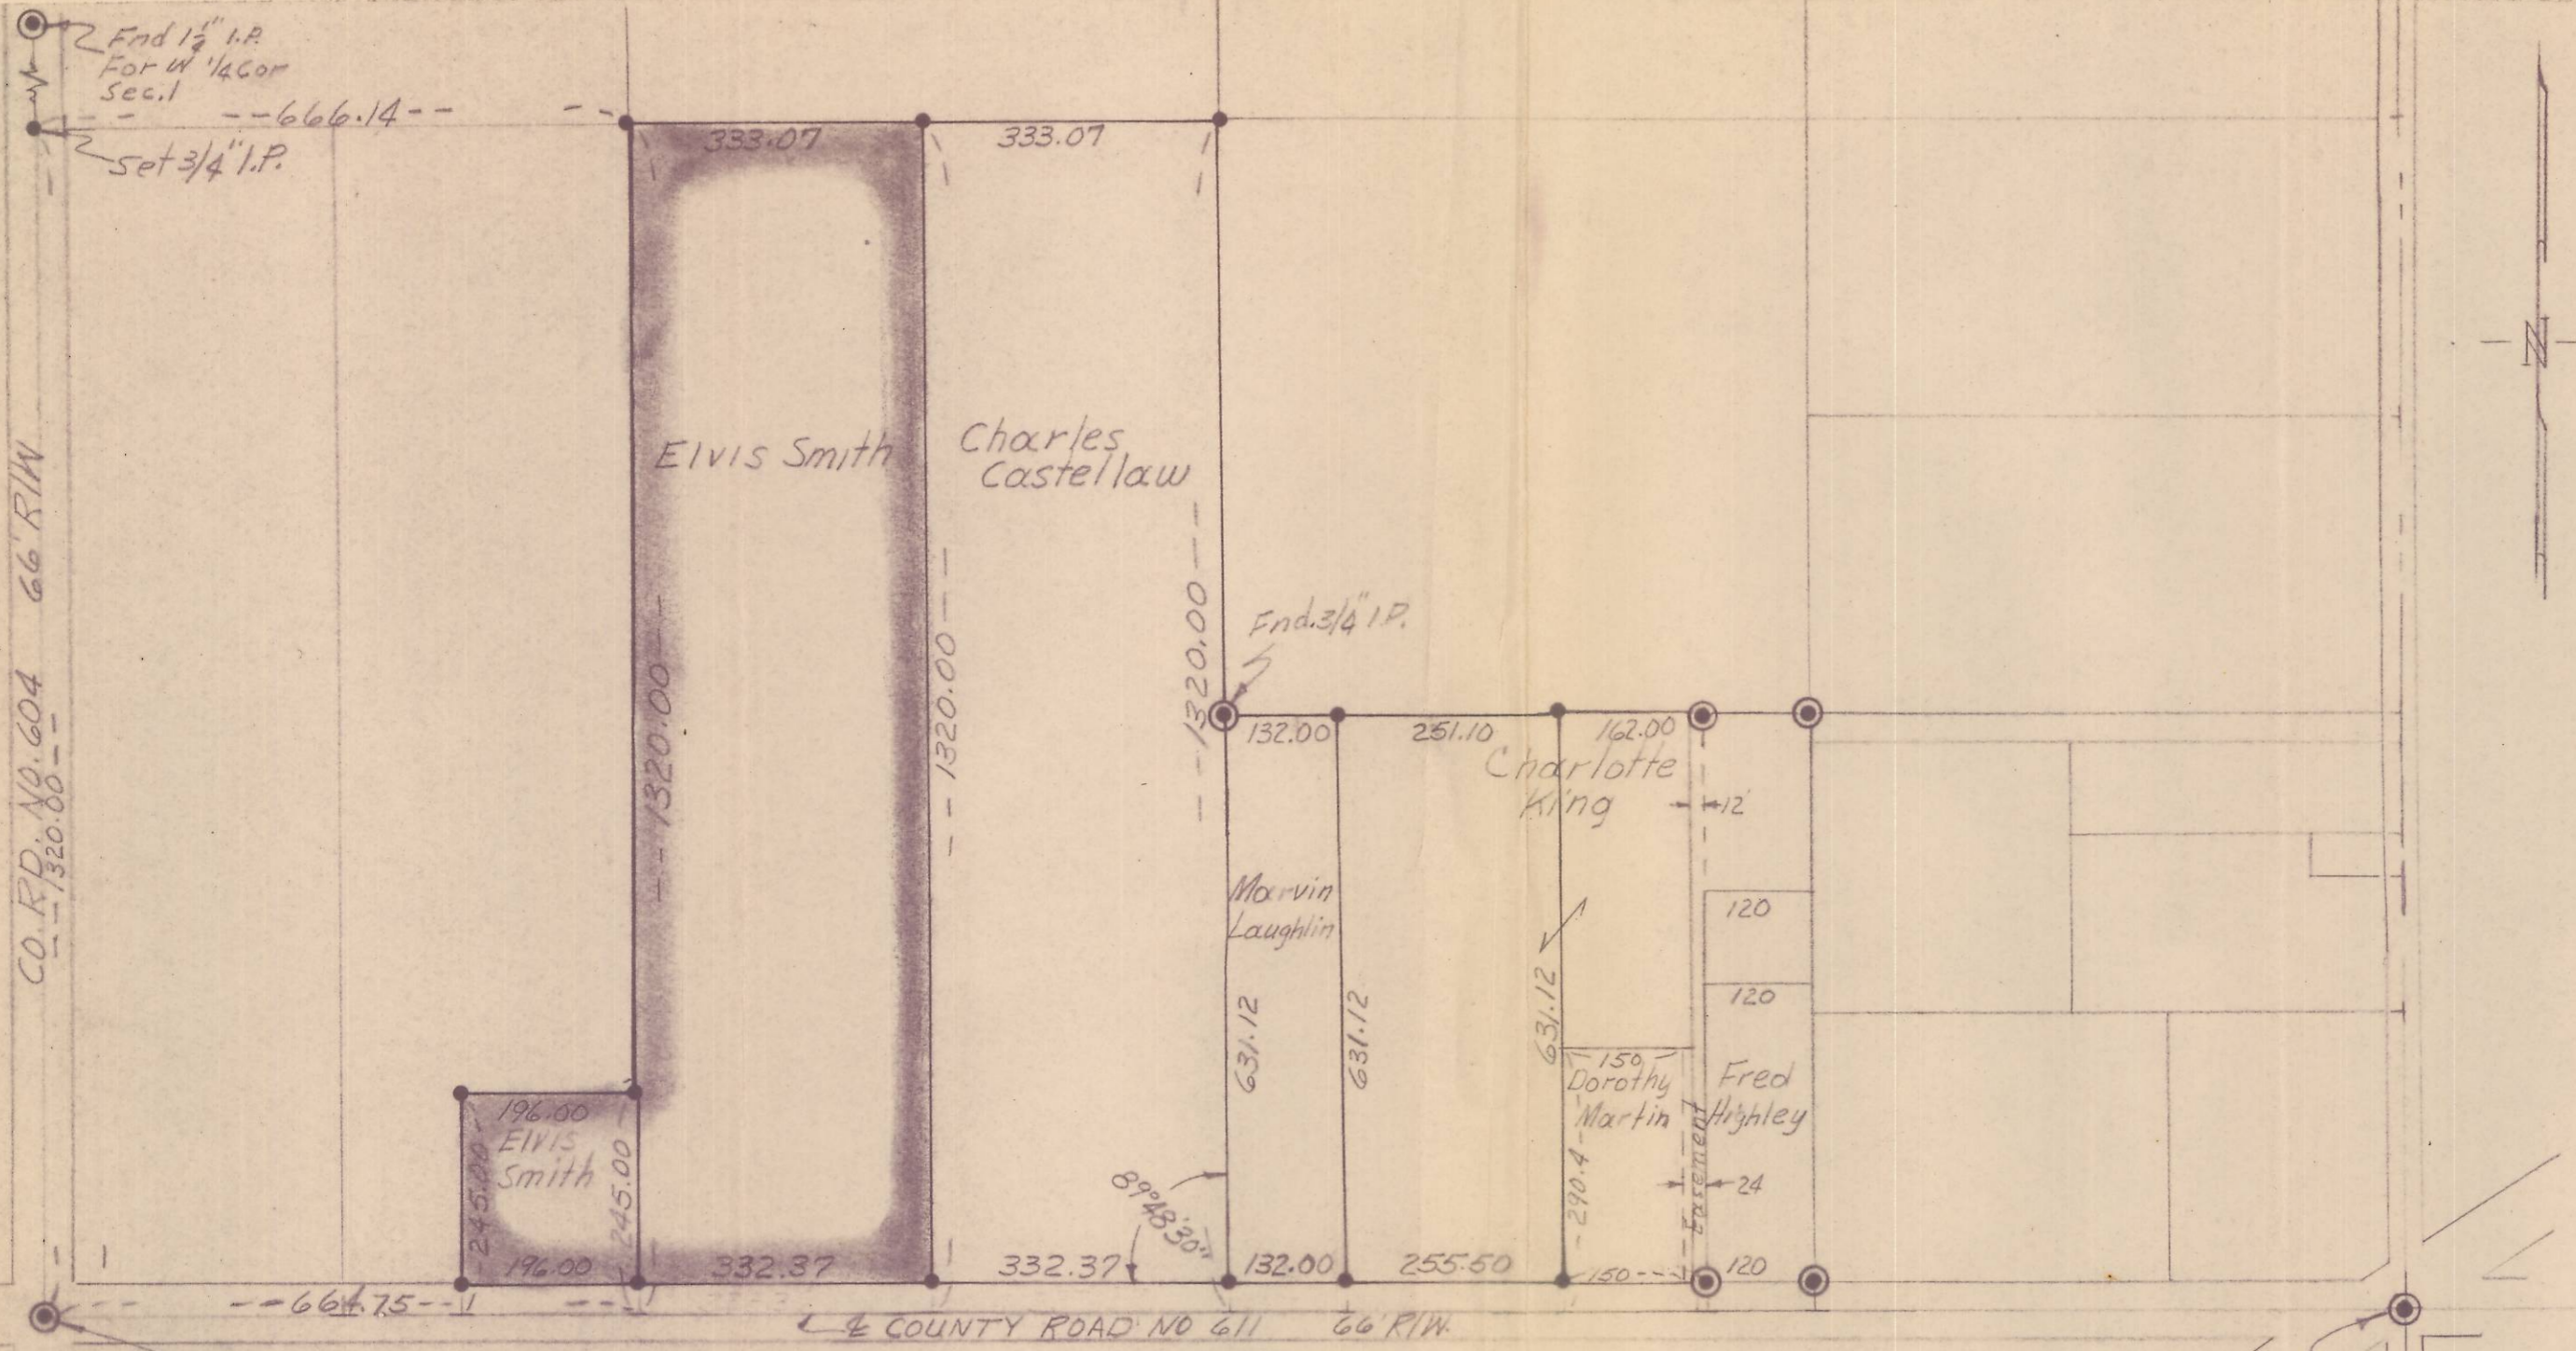 Fnd 1½" I.P.
For W 1/4 Cor
Sec. 1
--666.14--
Set 3/4" I.P.
333.07
333.07
N
Elvis Smith
Charles
Castellaw
CO. RD. NO. 604 66' R/W
--1320.00--
--1320.00--
--1320.00--
--1320.00--
Fnd. 3/4" I.P.
132.00
251.10
162.00
Charlotte
King
12'
Marvin
Laughlin
631.12
631.12
631.12
120
120
150
Dorothy
Martin
290.4
Easement
Fred
Highley
24
196.00
Elvis
Smith
245.00
245.00
196.00
332.37
332.37
89°48'30"
132.00
255.50
150
120
--664.75--
℄ COUNTY ROAD NO 611 66' R/W.